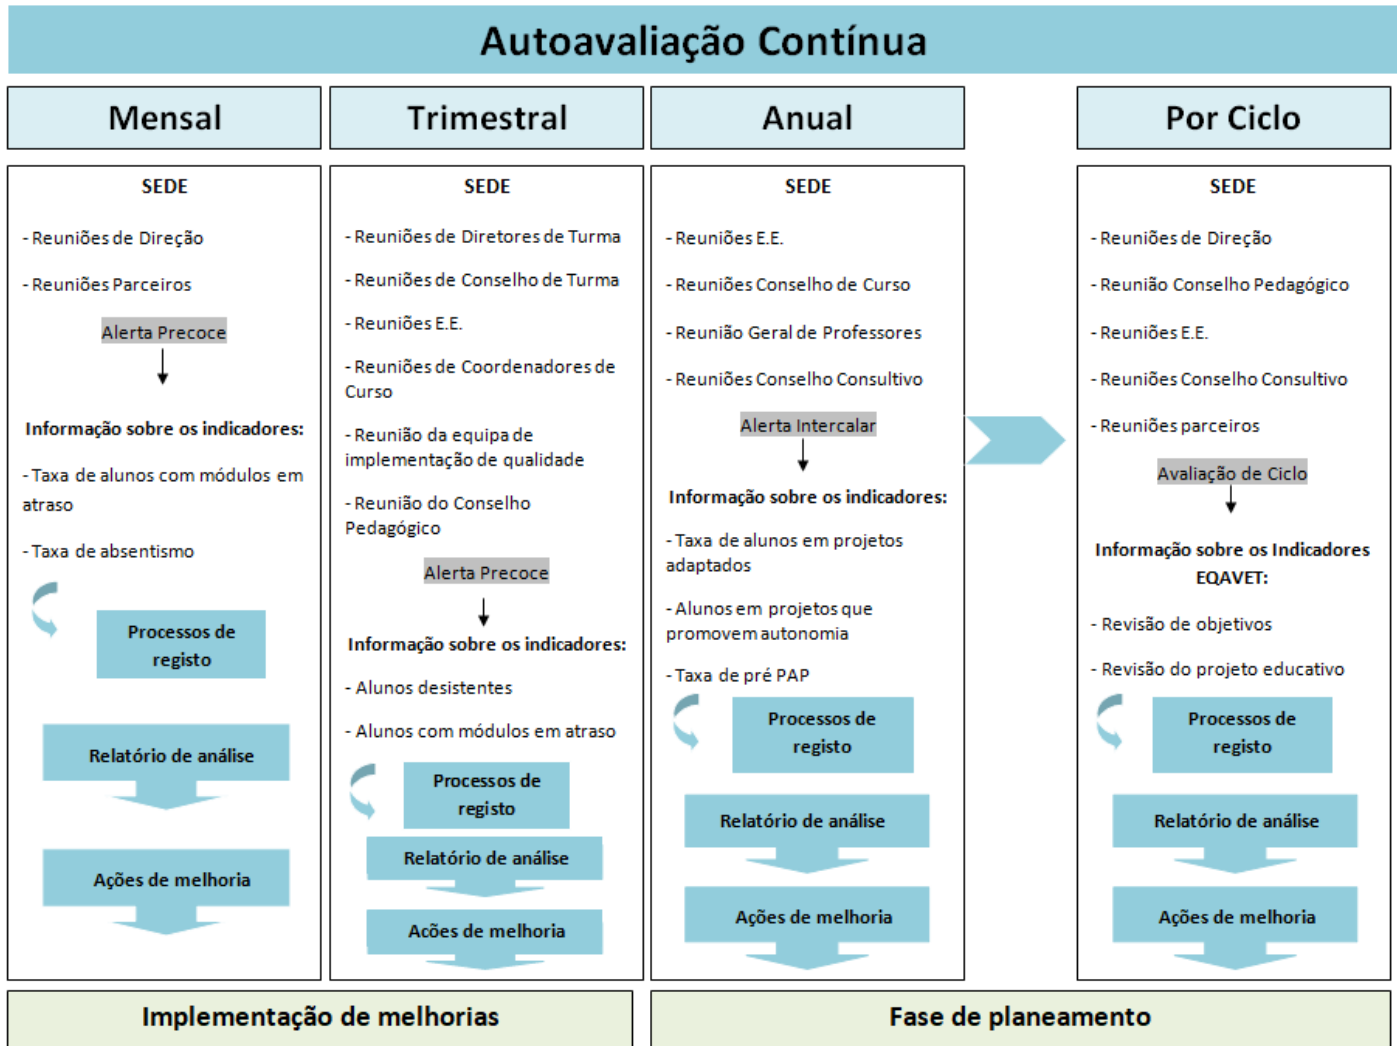 Autoavaliação Contínua
Mensal
Trimestral
Anual
Por Ciclo
SEDE
- Reuniões de Direção
- Reuniões Parceiros
Alerta Precoce
Informação sobre os indicadores:
- Taxa de alunos com módulos em
atraso
- Taxa de absentismo
Processos de
registo
Relatório de análise
Ações de melhoria
SEDE
- Reuniões de Diretores de Turma
- Reuniões de Conselho de Turma
- Reuniões E.E.
- Reuniões de Coordenadores de
Curso
- Reunião da equipa de
implementação de qualidade
- Reunião do Conselho
Pedagógico
Alerta Precoce
Informação sobre os indicadores:
- Alunos desistentes
- Alunos com módulos em atraso
Processos de
registo
Relatório de análise
Acões de melhoria
SEDE
- Reuniões E.E.
- Reuniões Conselho de Curso
- Reunião Geral de Professores
- Reuniões Conselho Consultivo
Alerta Intercalar
Informação sobre os indicadores:
- Taxa de alunos em projetos
adaptados
- Alunos em projetos que
promovem autonomia
- Taxa de pré PAP
Processos de
registo
Relatório de análise
Ações de melhoria
SEDE
- Reuniões de Direção
- Reunião Conselho Pedagógico
- Reuniões E.E.
- Reuniões Conselho Consultivo
- Reuniões parceiros
Avaliação de Ciclo
Informação sobre os Indicadores
EQAVET:
- Revisão de objetivos
- Revisão do projeto educativo
Processos de
registo
Relatório de análise
Ações de melhoria
Implementação de melhorias
Fase de planeamento